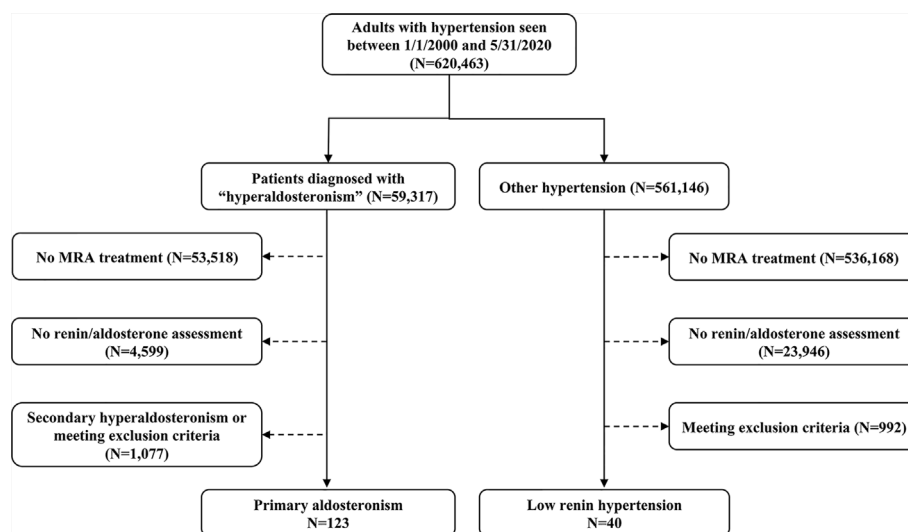 Adults with hypertension seen
between 1/1/2000 and 5/31/2020
(N=620,463)
Patients diagnosed with
“hyperaldosteronism” (N=59,317)
Other hypertension (N=561,146)
No MRA treatment (N=53,518)
No MRA treatment (N=536,168)
No renin/aldosterone assessment
(N=4,599)
No renin/aldosterone assessment
(N=23,946)
Secondary hyperaldosteronism or
meeting exclusion criteria
(N=1,077)
Meeting exclusion criteria (N=992)
Primary aldosteronism
N=123
Low renin hypertension
N=40